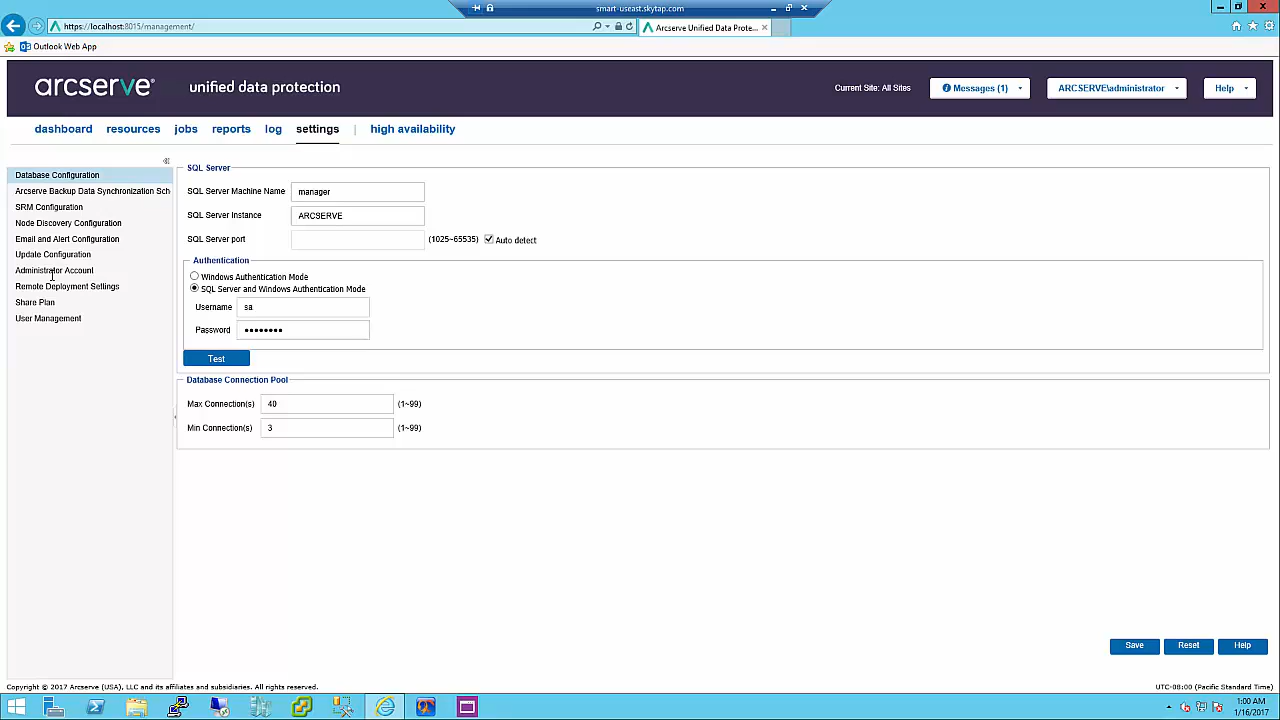 smart-useast.skytap.com
https://localhost:8015/management/
Arcserve Unified Data Prote...
Outlook Web App
arcserve® unified data protection
Current Site: All Sites
Messages (1)
ARCSERVE\administrator
Help
dashboard resources jobs reports log settings | high availability
Database Configuration
Arcserve Backup Data Synchronization Sch
SRM Configuration
Node Discovery Configuration
Email and Alert Configuration
Update Configuration
Administrator Account
Remote Deployment Settings
Share Plan
User Management
SQL Server
SQL Server Machine Name manager
SQL Server Instance ARCSERVE
SQL Server port (1025~65535) Auto detect
Authentication
Windows Authentication Mode
SQL Server and Windows Authentication Mode
Username sa
Password ••••••••
Test
Database Connection Pool
Max Connection(s) 40 (1~99)
Min Connection(s) 3 (1~99)
Save Reset Help
Copyright © 2017 Arcserve (USA), LLC and its affiliates and subsidiaries. All rights reserved.
UTC-08:00 (Pacific Standard Time)
1:00 AM
1/16/2017